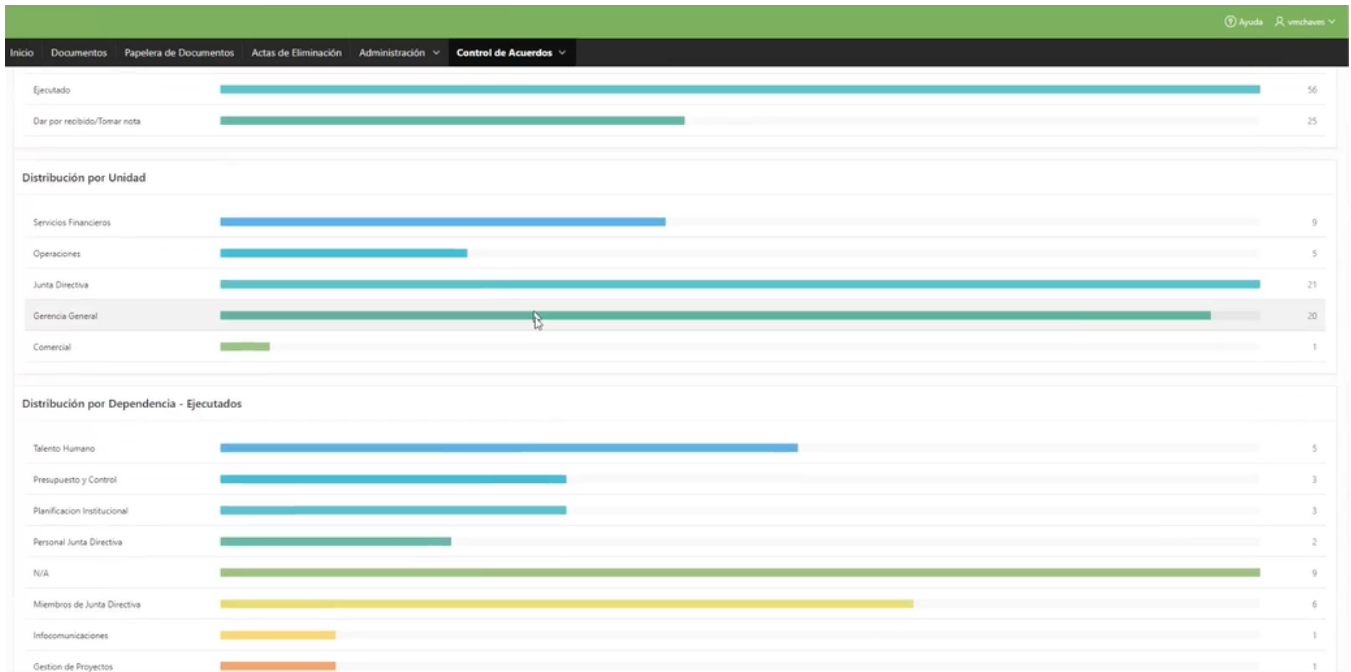 Ayuda vmchaves
Inicio Documentos Papelera de Documentos Actas de Eliminación Administración Control de Acuerdos
Ejecutado 56
Dar por recibido/Tomar nota 25
Distribución por Unidad
Servicios Financieros 9
Operaciones 5
Junta Directiva 21
Gerencia General 20
Comercial 1
Distribución por Dependencia - Ejecutados
Talento Humano 5
Presupuesto y Control 3
Planificacion Institucional 3
Personal Junta Directiva 2
N/A 9
Miembros de Junta Directiva 6
Infocomunicaciones 1
Gestion de Proyectos 1